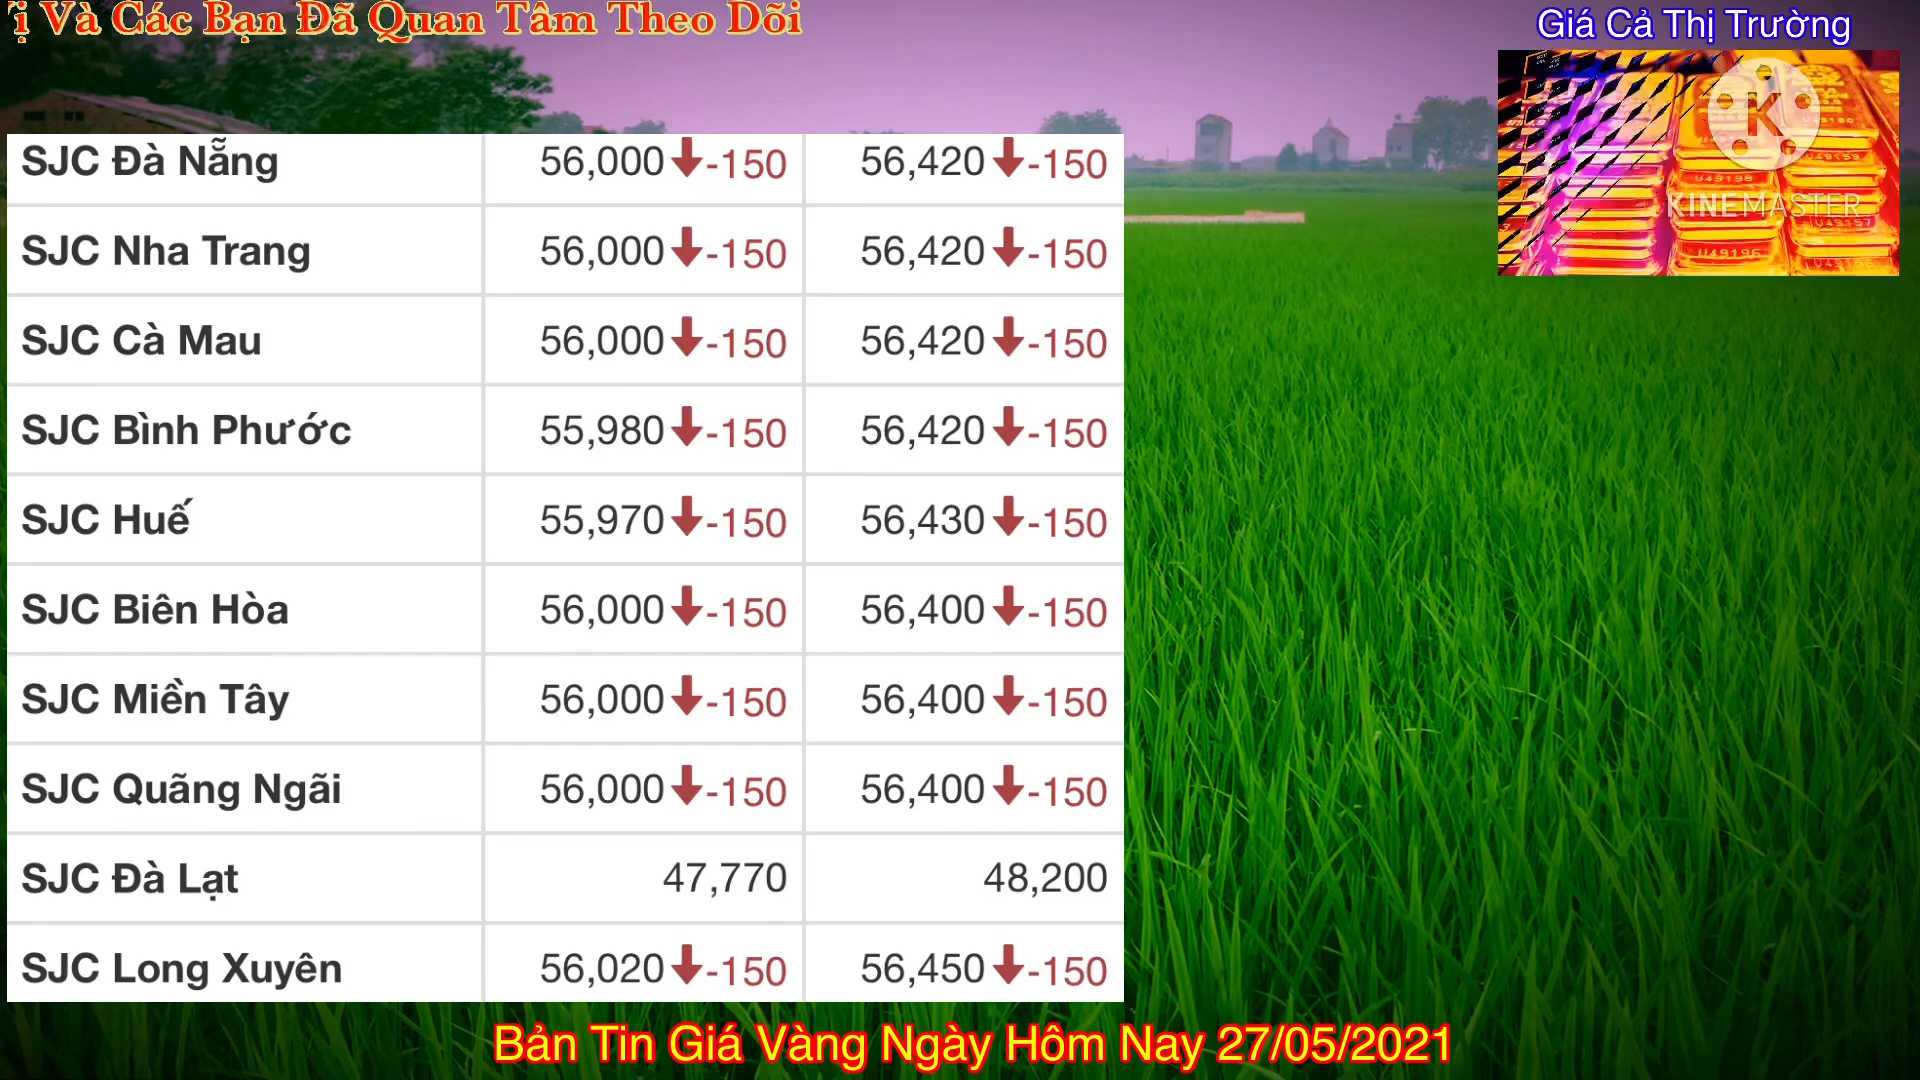 Và Các Bạn Đã Quan Tâm Theo Dõi
Giá Cả Thị Trường
KINEMASTER
SJC Đà Nẵng 56,000 -150 56,420 -150
SJC Nha Trang 56,000 -150 56,420 -150
SJC Cà Mau 56,000 -150 56,420 -150
SJC Bình Phước 55,980 -150 56,420 -150
SJC Huế 55,970 -150 56,430 -150
SJC Biên Hòa 56,000 -150 56,400 -150
SJC Miền Tây 56,000 -150 56,400 -150
SJC Quãng Ngãi 56,000 -150 56,400 -150
SJC Đà Lạt 47,770 48,200
SJC Long Xuyên 56,020 -150 56,450 -150
Bản Tin Giá Vàng Ngày Hôm Nay 27/05/2021